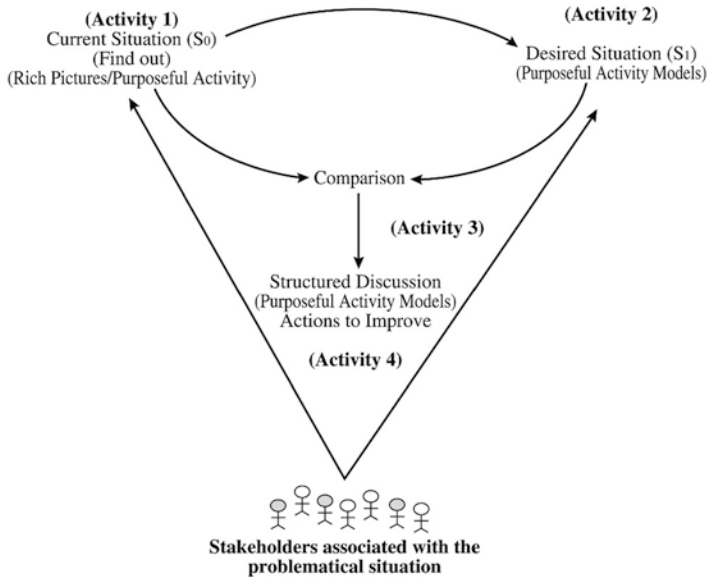 (Activity 1)
Current Situation (S0)
(Find out)
(Rich Pictures/Purposeful Activity)
(Activity 2)
Desired Situation (S1)
(Purposeful Activity Models)
Comparison
(Activity 3)
Structured Discussion
(Purposeful Activity Models)
Actions to Improve
(Activity 4)
Stakeholders associated with the
problematical situation